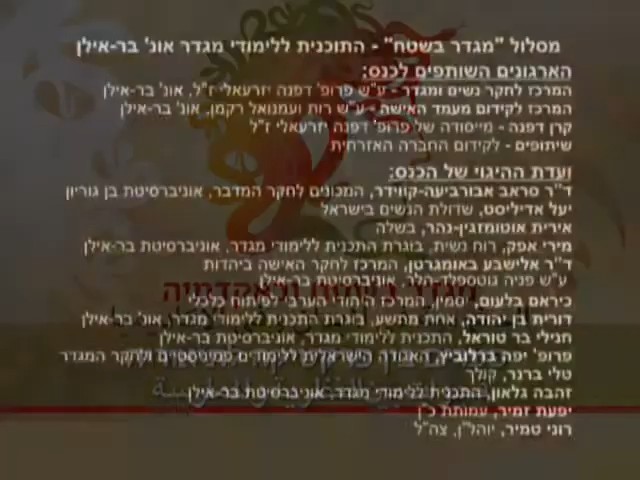 מסלול "מגדר בשטח" - התוכנית ללימודי מגדר אונ' בר-אילן
הארגונים השותפים לכנס:
המרכז לחקר נשים ומגדר - ע"ש פרופ' דפנה יזרעאלי ז"ל, אונ' בר-אילן
המרכז לקידום מעמד האישה - ע"ש רות ועמנואל רקמן, אונ' בר-אילן
קרן דפנה - מייסודה של פרופ' דפנה יזרעאלי ז"ל
שיתופים - לקידום החברה האזרחית
ועדת ההיגוי של הכנס:
ד"ר סראב אבורביעה-קווידר, המכונים לחקר המדבר, אוניברסיטת בן גוריון
יעל אדיליסט, שדולת הנשים בישראל
אירית אוטומזגין-נהר, בשלה
מירי אפק, רוח נשית, בוגרת התכנית ללימודי מגדר, אוניברסיטת בר-אילן
ד"ר אלישבע באומגרטן, המרכז לחקר האישה ביהדות
ע"ש פניה גוטספלד-הלר, אוניברסיטת בר-אילן
כיראם בלעום, יסמין, המרכז היהודי הערבי לפיתוח כלכלי
דורית בן יהודה, אחת מתשע, בוגרת התכנית ללימודי מגדר, אונ' בר-אילן
חגילי בר טוראל, התכנית ללימודי מגדר, אוניברסיטת בר-אילן
פרופ' יפה ברלוביץ, האגודה הישראלית ללימודים פמיניסטיים ולחקר המגדר
טלי ברנר, קולך
זהבה גלאון, התכנית ללימודי מגדר, אוניברסיטת בר-אילן
יפעת זמיר, עמותת כ"ן
רוני טמיר, יוהל"ן, צה"ל